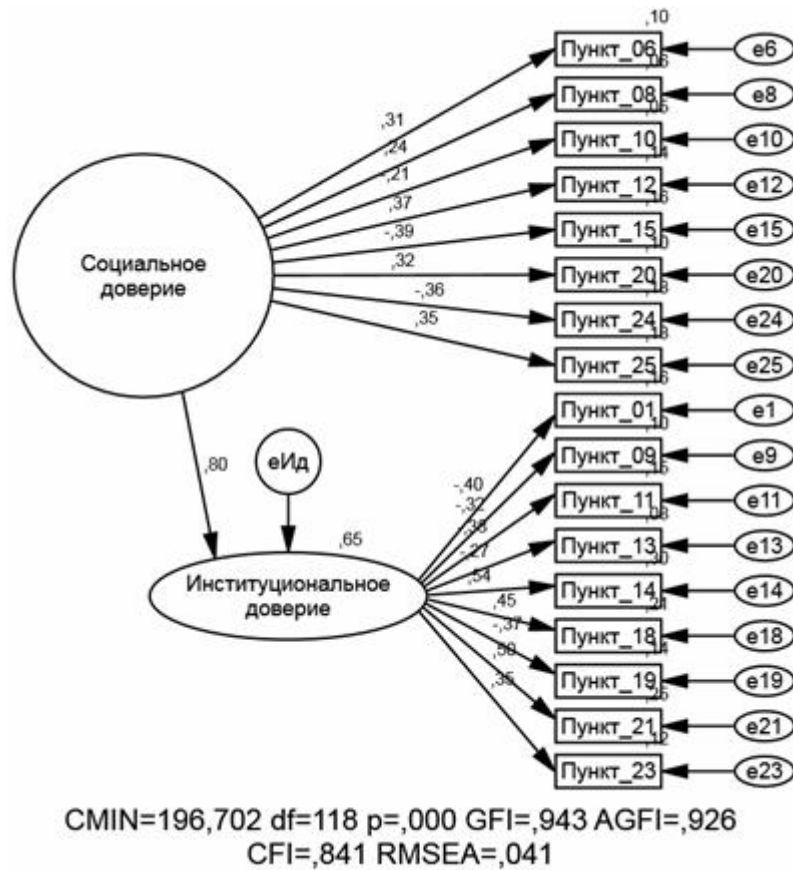 ,10
Пункт_06
e6
,06
Пункт_08
e8
,31
,05
Пункт_10
e10
,24
,14
Пункт_12
e12
-,21
,37
Пункт_15
e15
-,39
,10
Социальное
доверие
,32
Пункт_20
e20
-,36
,13
Пункт_24
e24
,35
Пункт_25
e25
,16
Пункт_01
e1
,10
,80
еИд
Пункт_09
e9
-,40
,15
-,32
Пункт_11
e11
-,38
,08
,65
-,27
Пункт_13
e13
,30
Институциональное
доверие
,54
Пункт_14
e14
,45
Пункт_18
e18
-,37
,14
,50
Пункт_19
e19
,35
,25
Пункт_21
e21
,12
Пункт_23
e23
CMIN=196,702 df=118 p=,000 GFI=,943 AGFI=,926
CFI=,841 RMSEA=,041